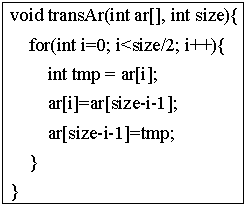 void transAr(int ar[], int size){
for(int i=0; i<size/2; i++){
int tmp = ar[i];
ar[i]=ar[size-i-1];
ar[size-i-1]=tmp;
}
}